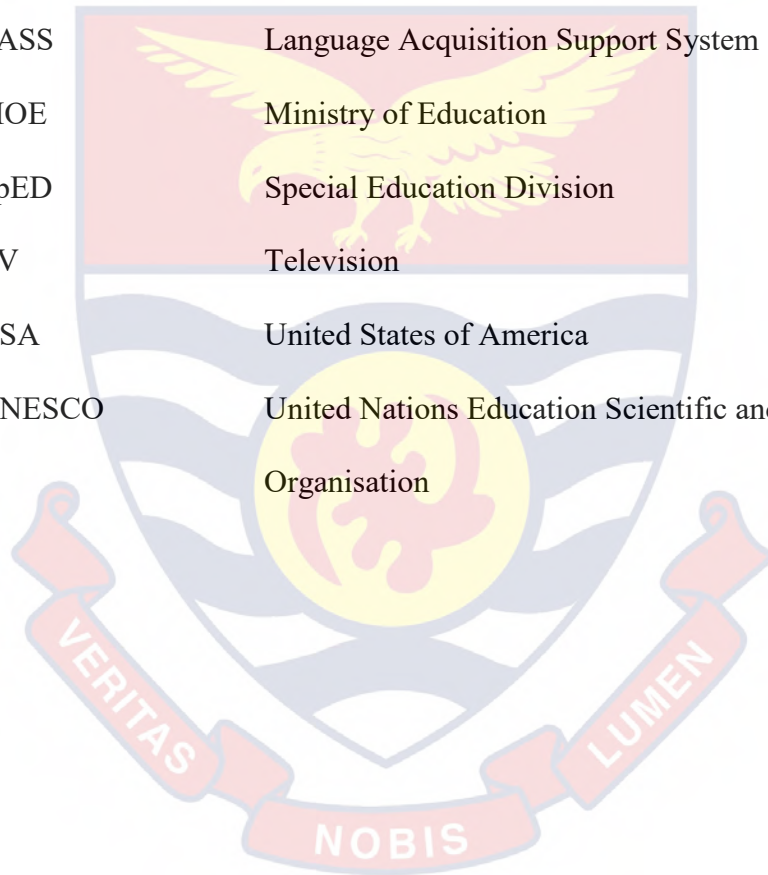 ASS Language Acquisition Support System
IOE Ministry of Education
pED Special Education Division
V Television
SA United States of America
NESCO United Nations Education Scientific and
Organisation
VERITAS
NOBIS
LUMEN